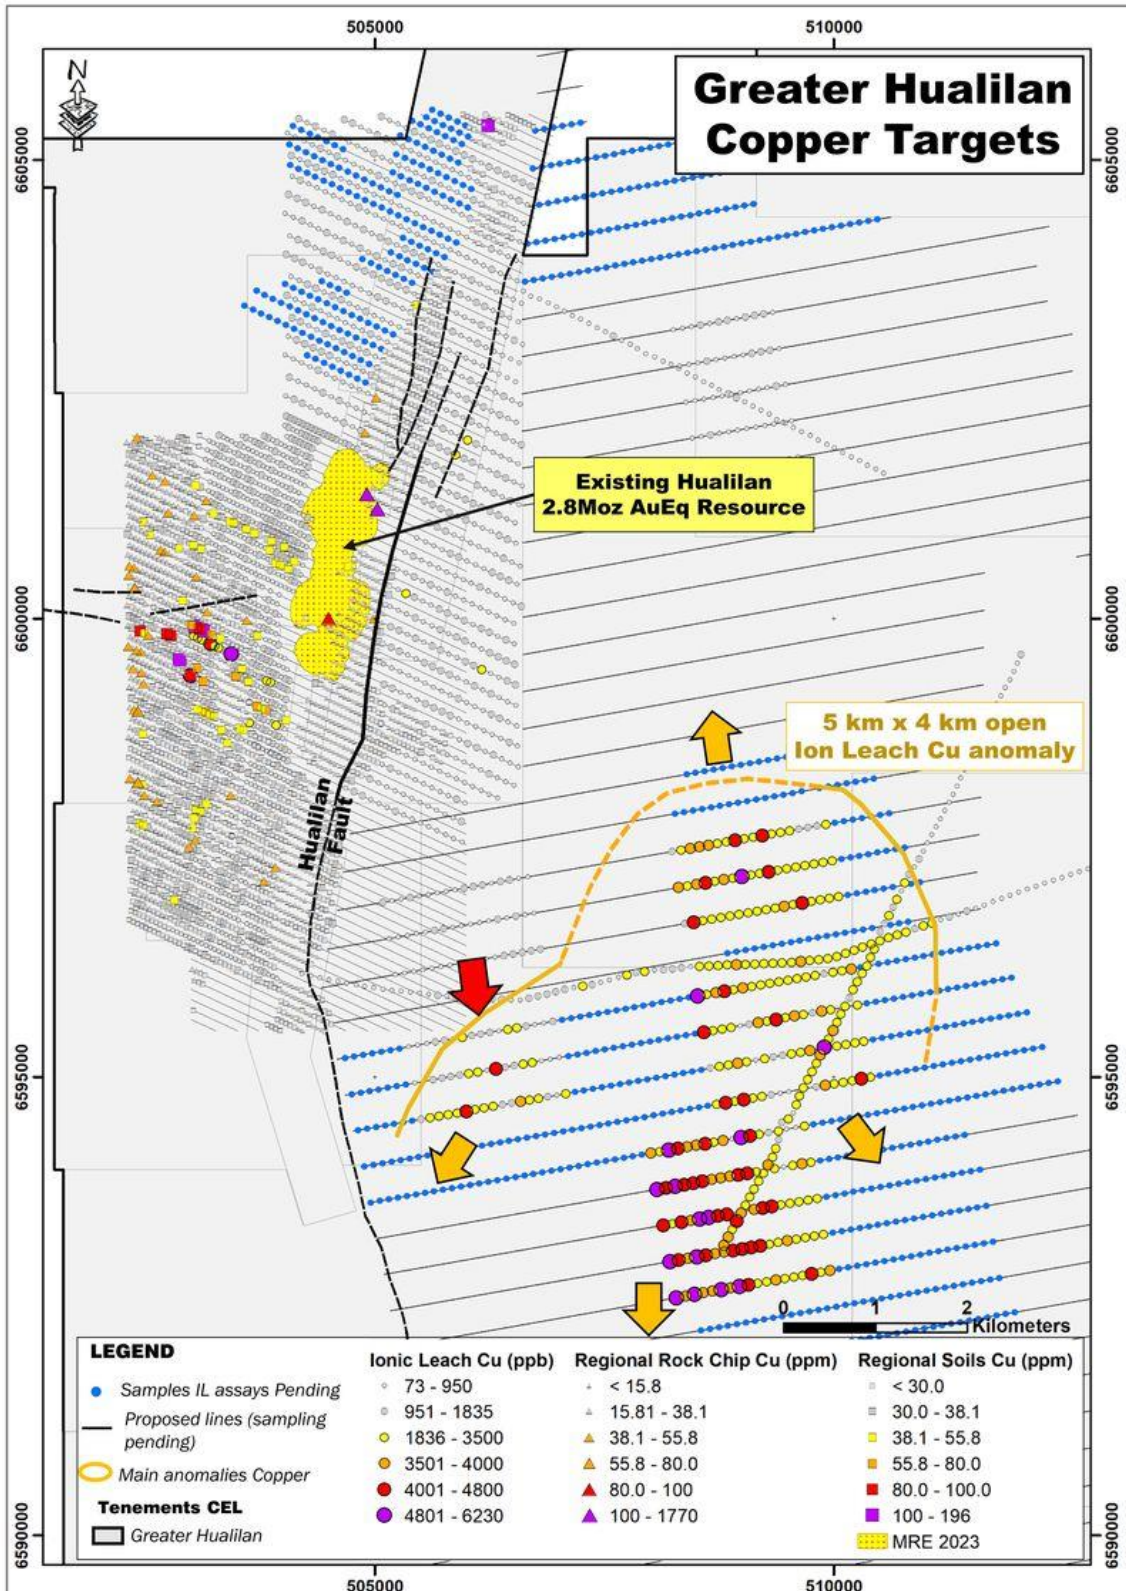 505000
510000
N
Greater Hualilan
Copper Targets
6605000
6605000
Existing Hualilan
2.8Moz AuEq Resource
6600000
6600000
5 km x 4 km open
Ion Leach Cu anomaly
Hualilan
Fault
6595000
6595000
0 1 2
Kilometers
LEGEND
Samples IL assays Pending
Proposed lines (sampling
pending)
Main anomalies Copper
Tenements CEL
Greater Hualilan
Ionic Leach Cu (ppb)
73 - 950
951 - 1835
1836 - 3500
3501 - 4000
4001 - 4800
4801 - 6230
Regional Rock Chip Cu (ppm)
< 15.8
15.81 - 38.1
38.1 - 55.8
55.8 - 80.0
80.0 - 100
100 - 1770
Regional Soils Cu (ppm)
< 30.0
30.0 - 38.1
38.1 - 55.8
55.8 - 80.0
80.0 - 100.0
100 - 196
MRE 2023
6590000
6590000
505000
510000